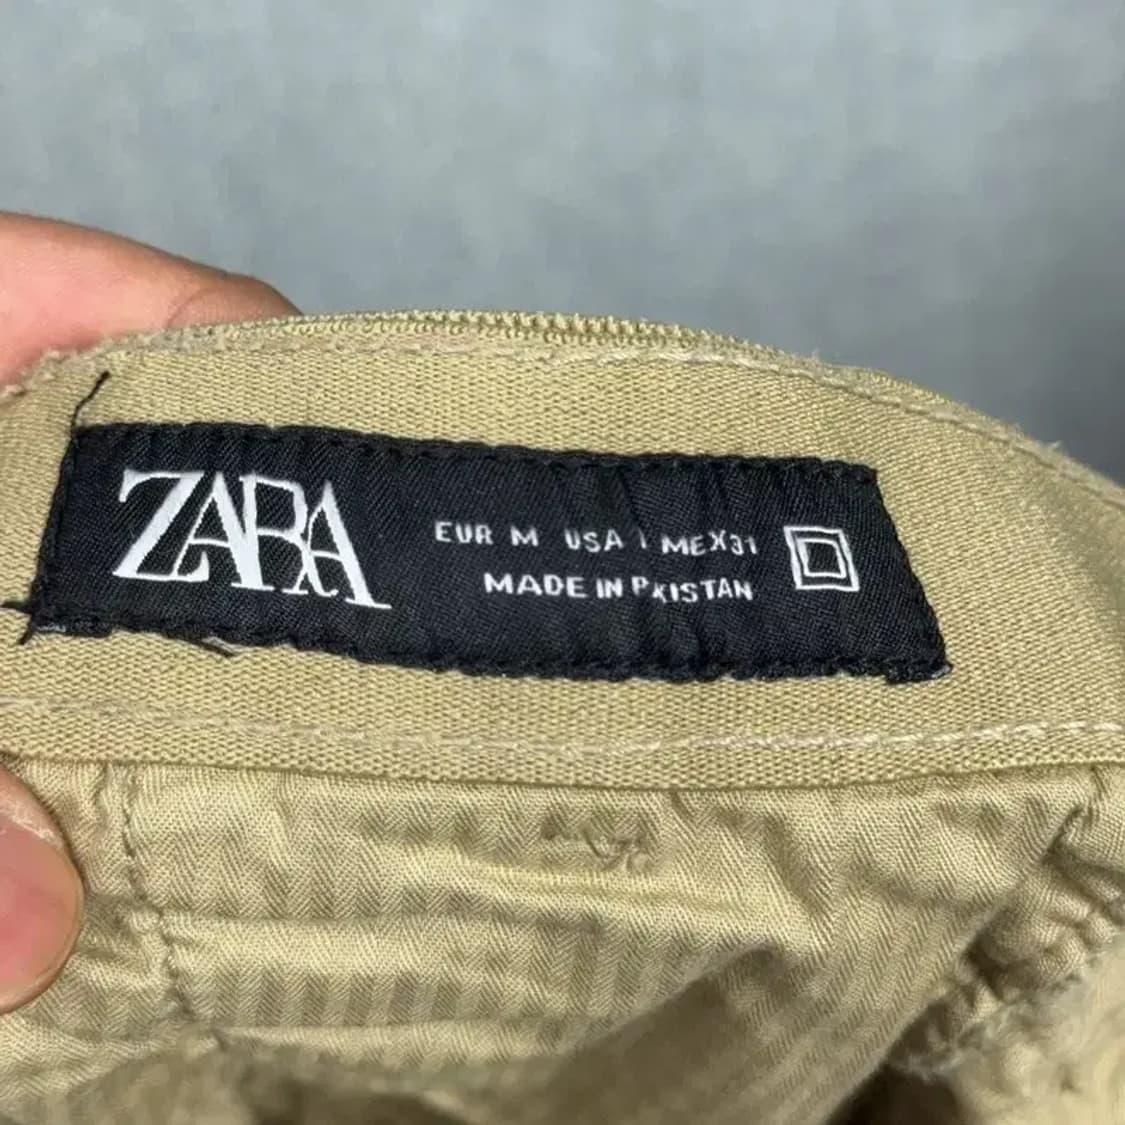 ZARA
EUR M USA MEX 31
MADE IN PAKISTAN